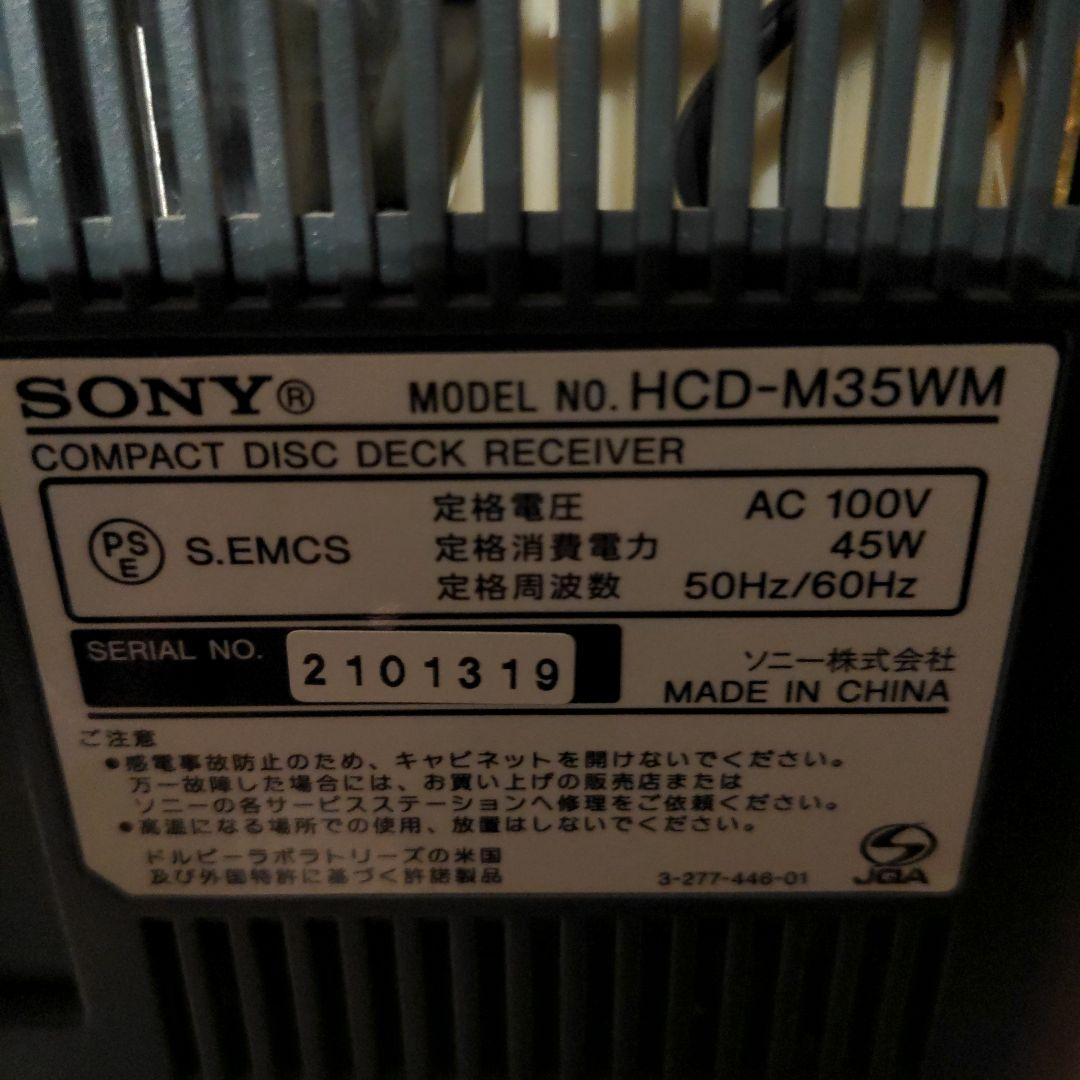 SONY® MODEL NO. HCD-M35WM
COMPACT DISC DECK RECEIVER
PSE S.EMCS
定格電圧 AC 100V
定格消費電力 45W
定格周波数 50Hz/60Hz
SERIAL NO. 2101319
ソニー株式会社
MADE IN CHINA
ご注意
●感電事故防止のため、キャビネットを開けないでください。
万一故障した場合には、お買い上げの販売店または
ソニーの各サービスステーションへ修理をご依頼ください。
●高温になる場所での使用、放置はしないでください。
ドルビーラボラトリーズの米国
及び外国特許に基づく許諾製品
3-277-446-01
JQA